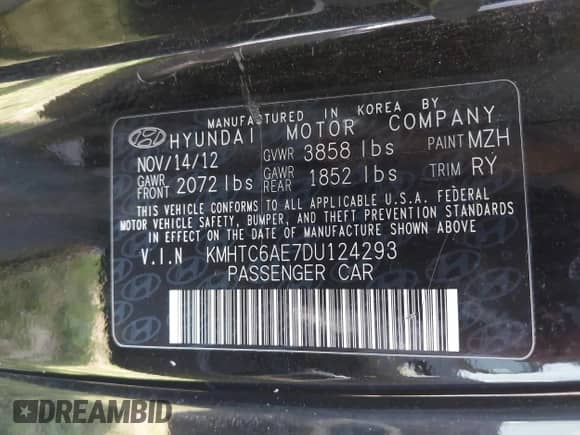 MANUFACTURED IN KOREA BY
HYUNDAI MOTOR COMPANY
NOV/14/12 GVWR 3858 lbs PAINT MZH
GAWR FRONT 2072 lbs GAWR REAR 1852 lbs TRIM RY
THIS VEHICLE CONFORMS TO ALL APPLICABLE U.S.A. FEDERAL
MOTOR VEHICLE SAFETY, BUMPER, AND THEFT PREVENTION STANDARDS
IN EFFECT ON THE DATE OF MANUFACTURE SHOWN ABOVE
V.I.N KMHTC6AE7DU124293
PASSENGER CAR
DREAMBID